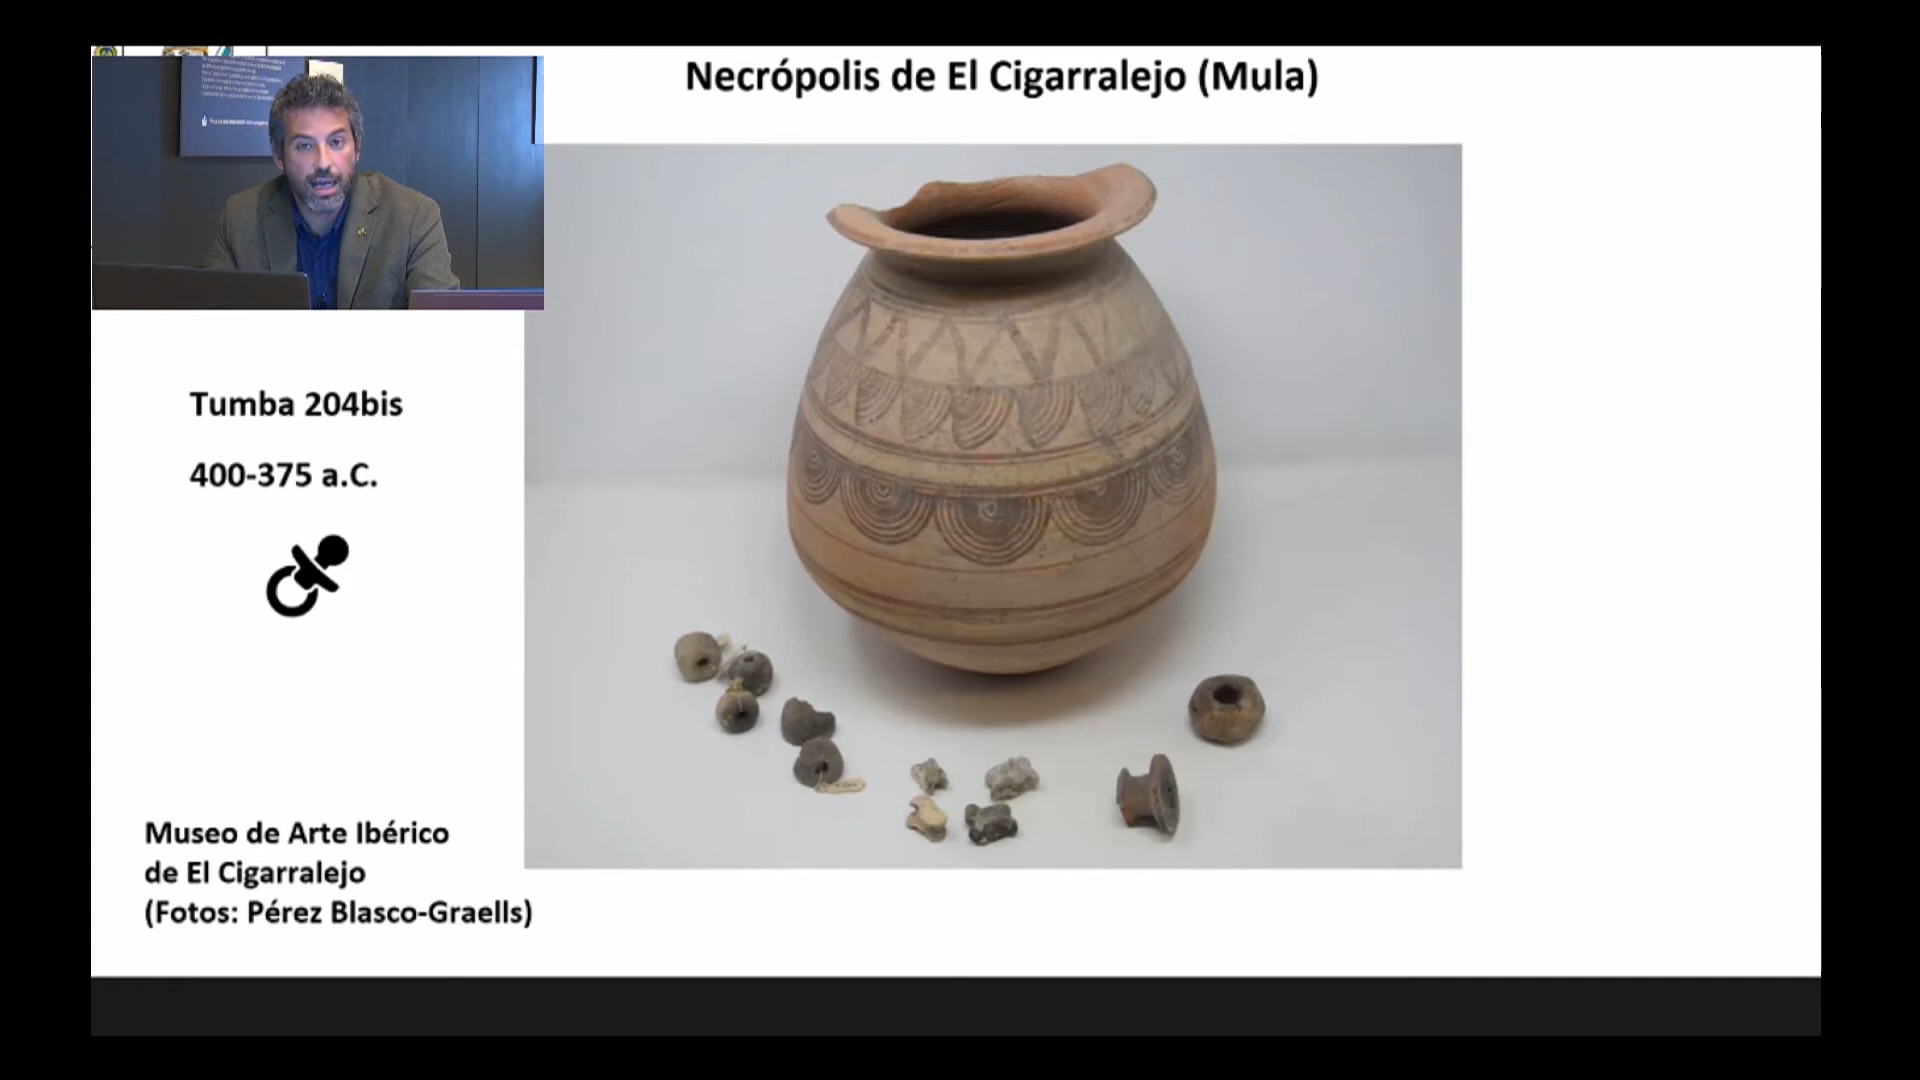 Necrópolis de El Cigarralejo (Mula)
Tumba 204bis
400-375 a.C.
Museo de Arte Ibérico
de El Cigarralejo
(Fotos: Pérez Blasco-Graells)